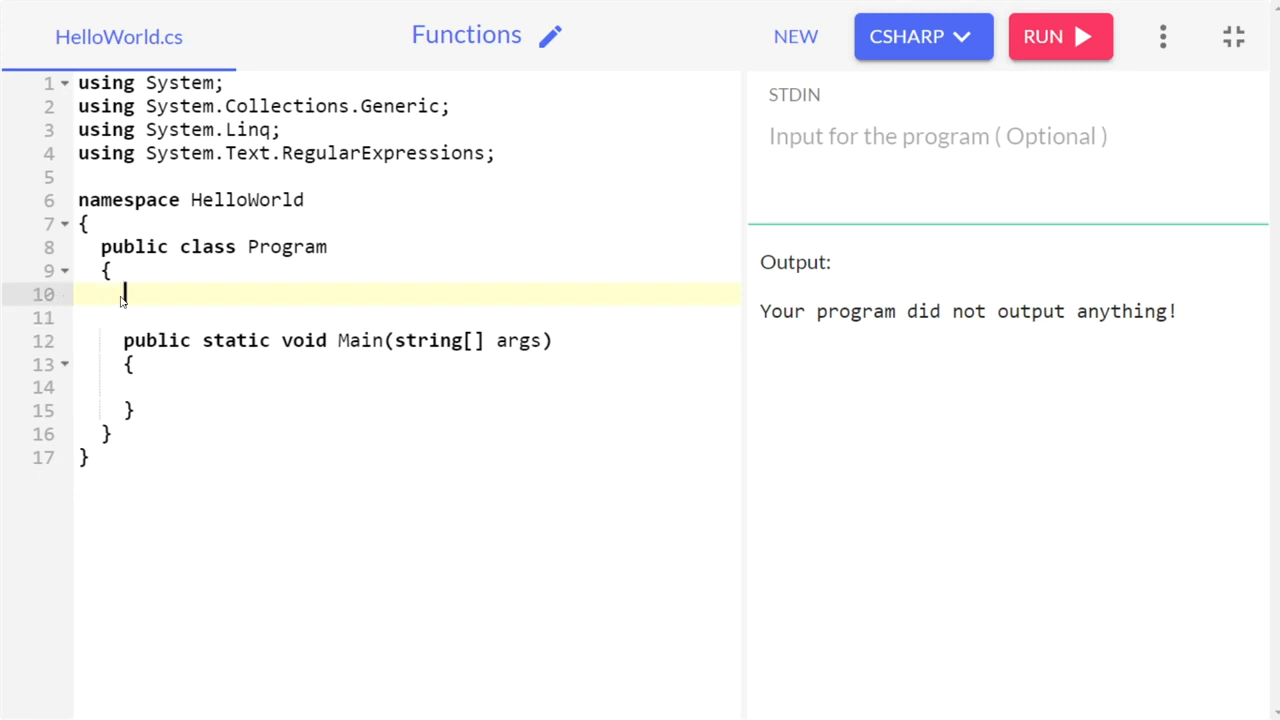 HelloWorld.cs
Functions
NEW
CSHARP
RUN
1 using System;
2 using System.Collections.Generic;
3 using System.Linq;
4 using System.Text.RegularExpressions;
5
6 namespace HelloWorld
7 {
8 public class Program
9 {
10
11
12 public static void Main(string[] args)
13 {
14
15 }
16 }
17 }
STDIN
Input for the program ( Optional )
Output:
Your program did not output anything!